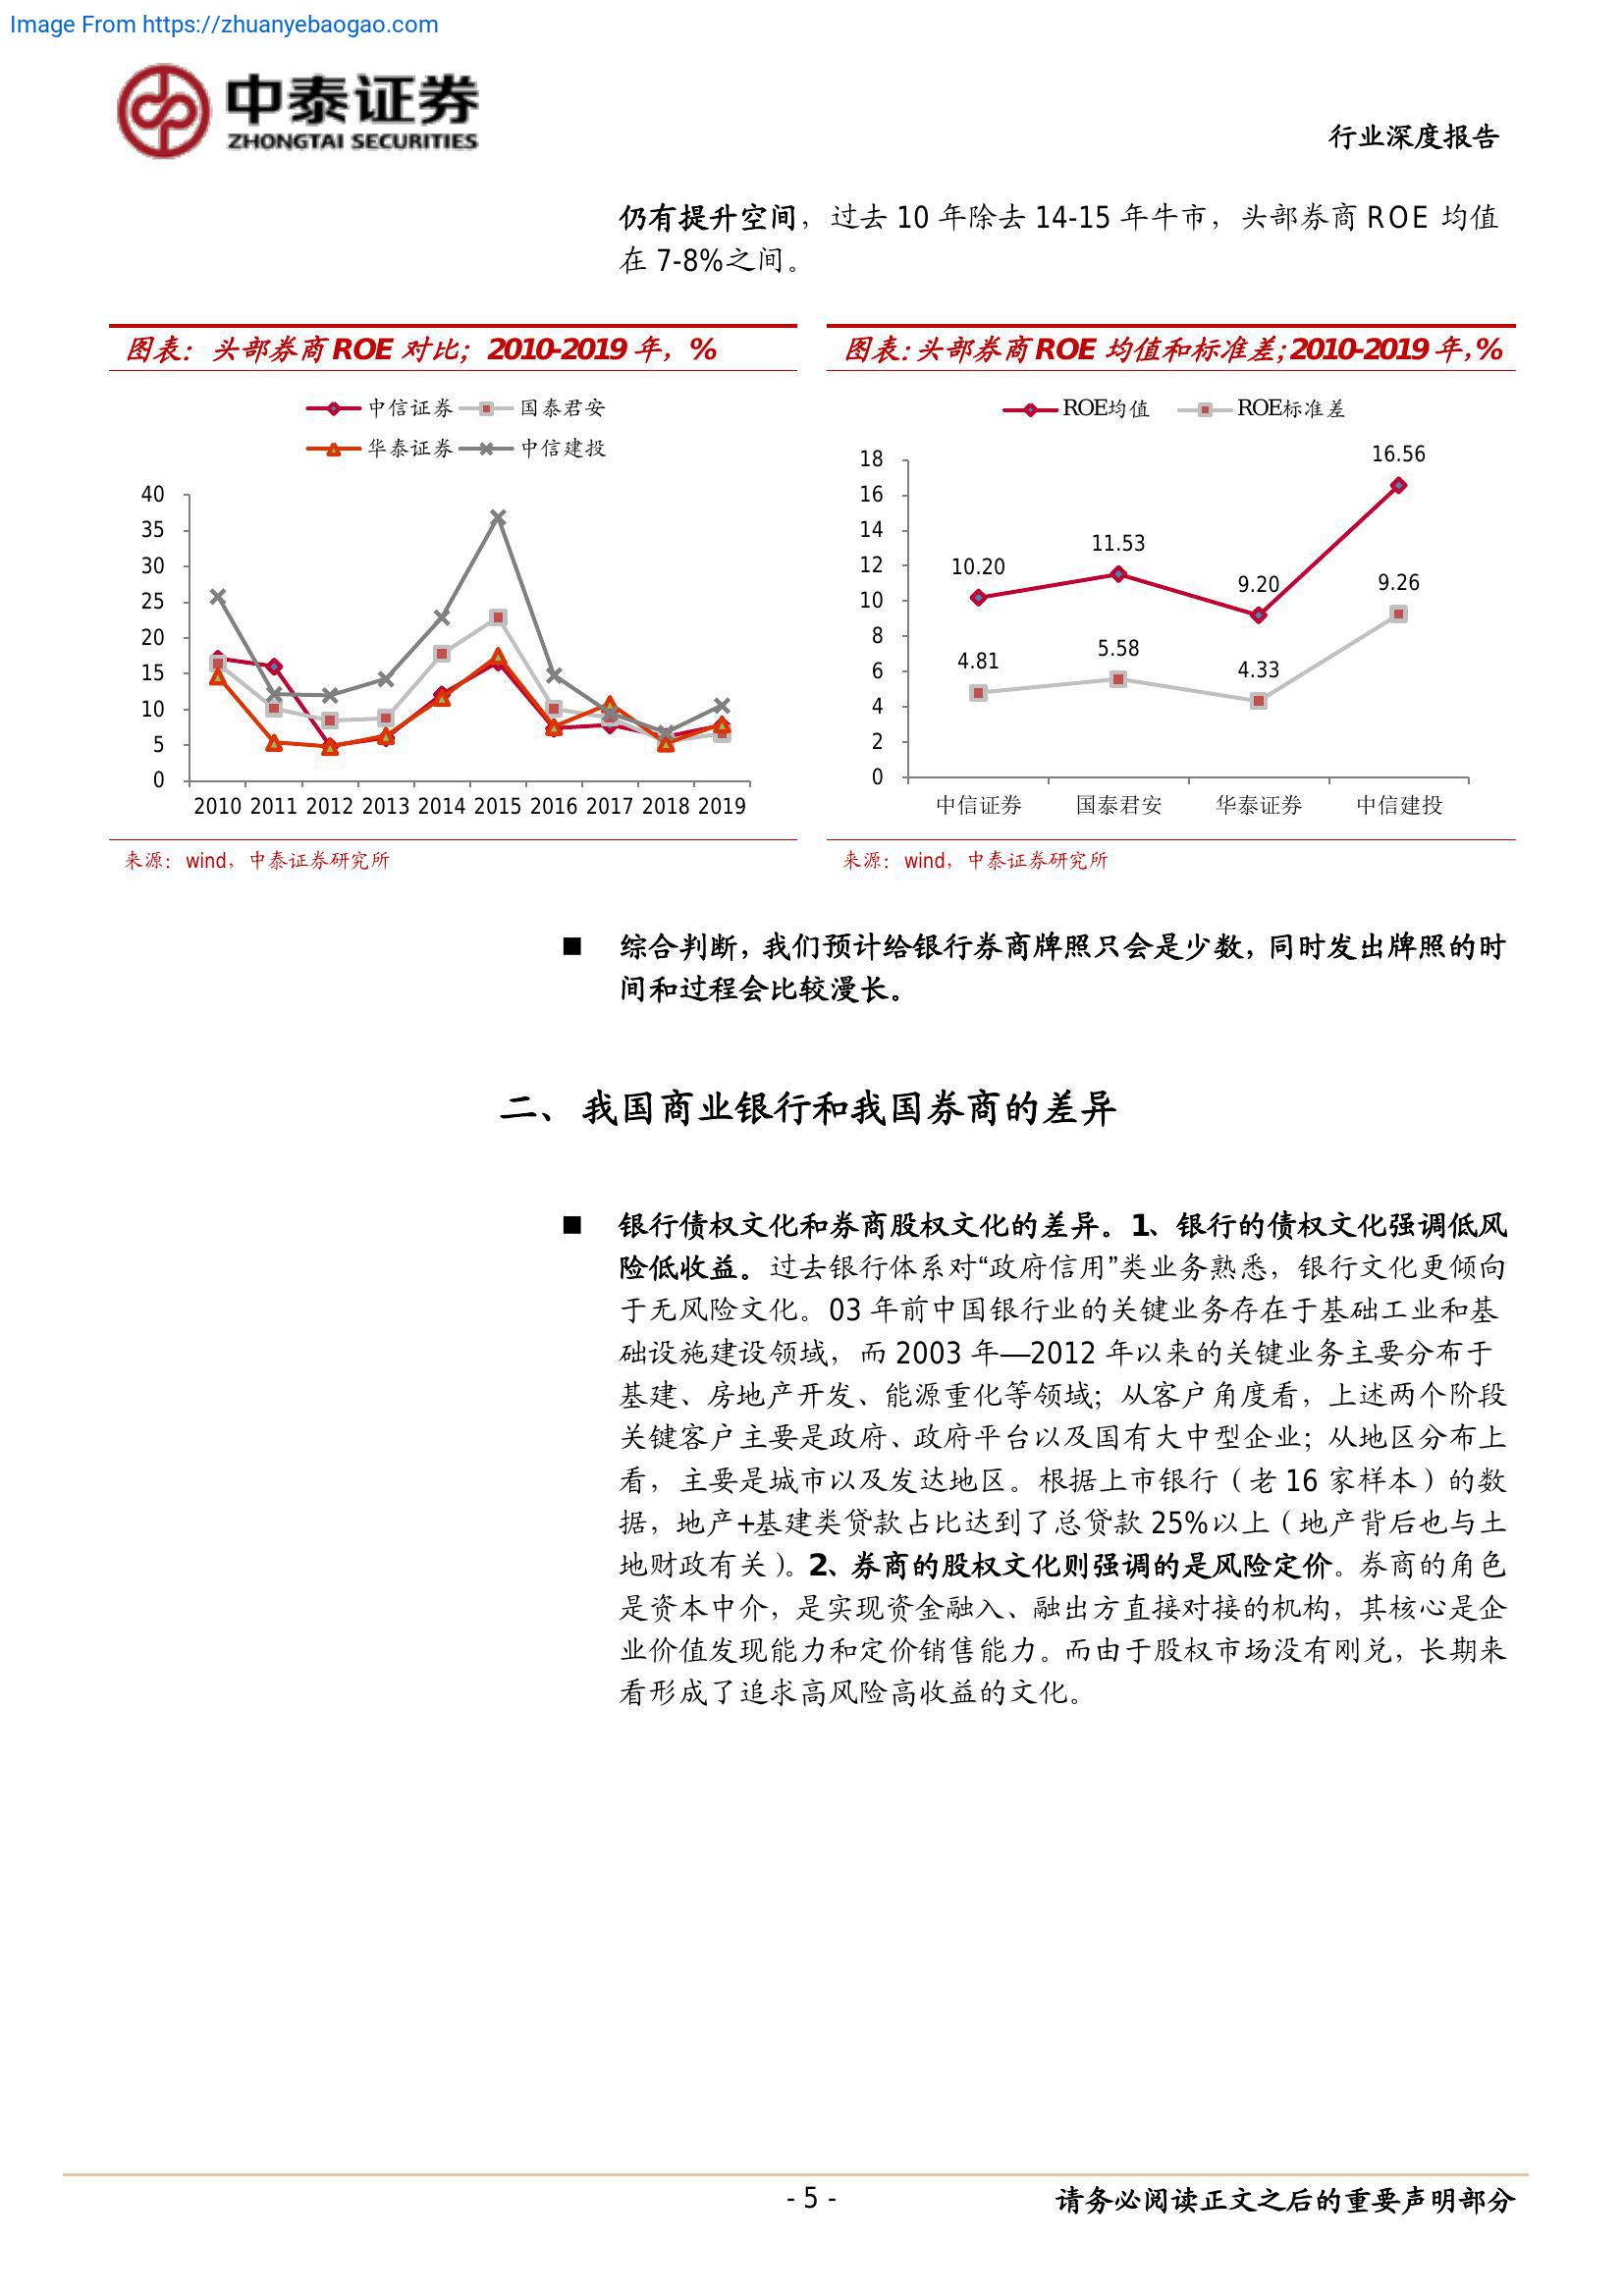 Image From https://zhuanyebaogao.com
中泰证券
ZHONGTAI SECURITIES
行业深度报告
仍有提升空间，过去 10 年除去 14-15 年牛市，头部券商 ROE 均值
在 7-8%之间。
图表：头部券商 ROE 对比；2010-2019 年，%
中信证券 国泰君安
华泰证券 中信建投
40
35
30
25
20
15
10
5
0
2010 2011 2012 2013 2014 2015 2016 2017 2018 2019
来源：wind，中泰证券研究所
图表：头部券商 ROE 均值和标准差；2010-2019 年，%
ROE均值 ROE标准差
18
16
14
12
10
8
6
4
2
0
10.20
11.53
9.20
16.56
4.81
5.58
4.33
9.26
中信证券 国泰君安 华泰证券 中信建投
来源：wind，中泰证券研究所
■ 综合判断，我们预计给银行券商牌照只会是少数，同时发出牌照的时
间和过程会比较漫长。
二、我国商业银行和我国券商的差异
■ 银行债权文化和券商股权文化的差异。1、银行的债权文化强调低风
险低收益。过去银行体系对“政府信用”类业务熟悉，银行文化更倾向
于无风险文化。03 年前中国银行业的关键业务存在于基础工业和基
础设施建设领域，而 2003 年—2012 年以来的关键业务主要分布于
基建、房地产开发、能源重化等领域；从客户角度看，上述两个阶段
关键客户主要是政府、政府平台以及国有大中型企业；从地区分布上
看，主要是城市以及发达地区。根据上市银行（老 16 家样本）的数
据，地产+基建类贷款占比达到了总贷款 25%以上（地产背后也与土
地财政有关）。2、券商的股权文化则强调的是风险定价。券商的角色
是资本中介，是实现资金融入、融出方直接对接的机构，其核心是企
业价值发现能力和定价销售能力。而由于股权市场没有刚兑，长期来
看形成了追求高风险高收益的文化。
- 5 -
请务必阅读正文之后的重要声明部分